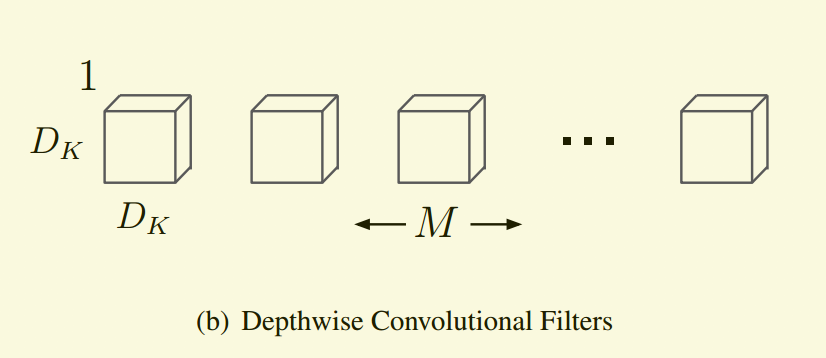 1
D_K
D_K
M
(b) Depthwise Convolutional Filters